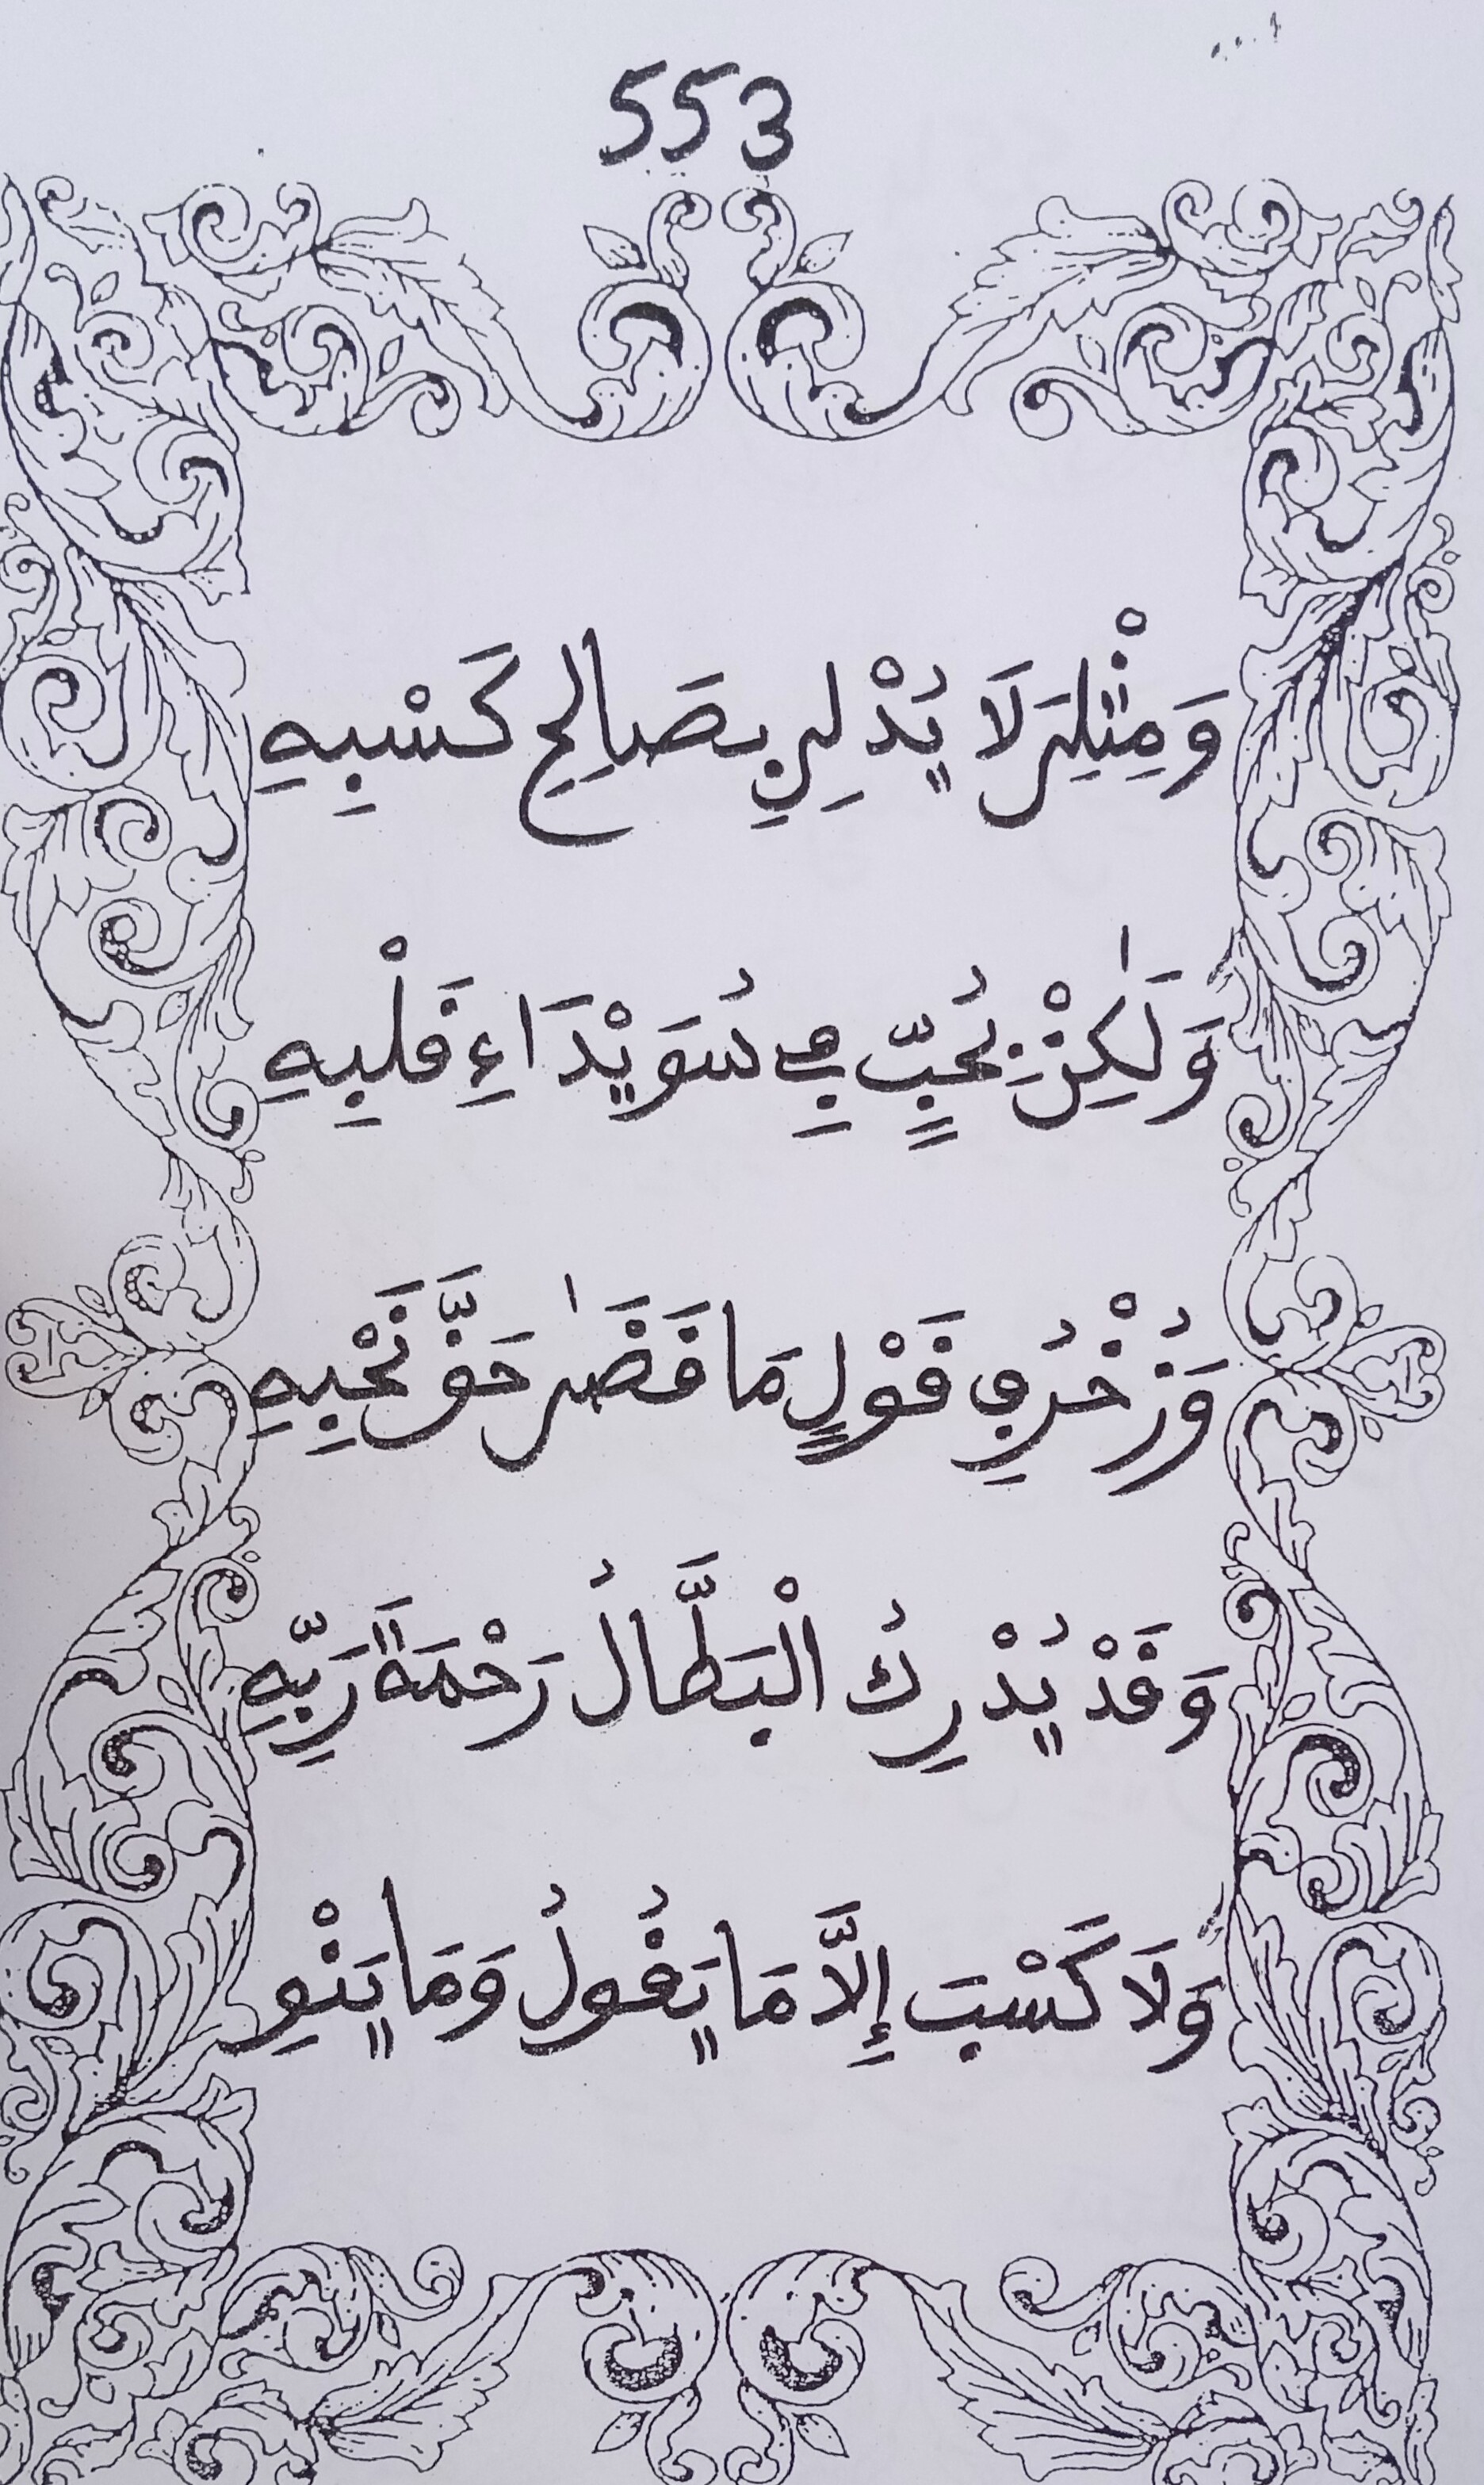 553
وَمِثْلِے لَا يُدْلِے بِصَالِحِ كَسْبِهِ
وَلَٰكِنْ بِحُبٍّ فِي سُوَيْدَاءِ قَلْبِهِ
وَزُخْرُفِ قَوْلٍ مَا قَضَىٰ حَقَّ نَحْبِهِ
وَقَدْ يُدْرِكُ الْبَطَّالُ رَحْمَةَ رَبِّهِ
وَلَا كَسْبَ إِلَّا مَا يَقُولُ وَمَا يَنْوِ